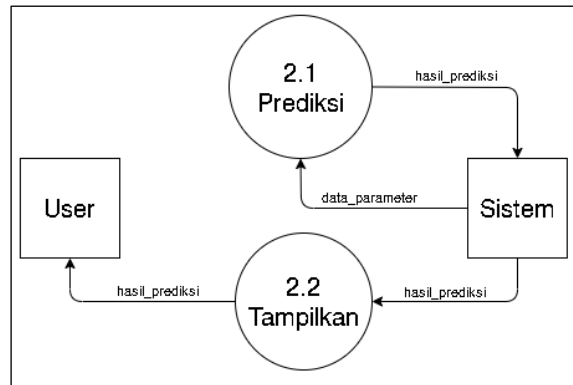 2.1
Prediksi
hasil_prediksi
User
data_parameter
Sistem
2.2
Tampilkan
hasil_prediksi
hasil_prediksi